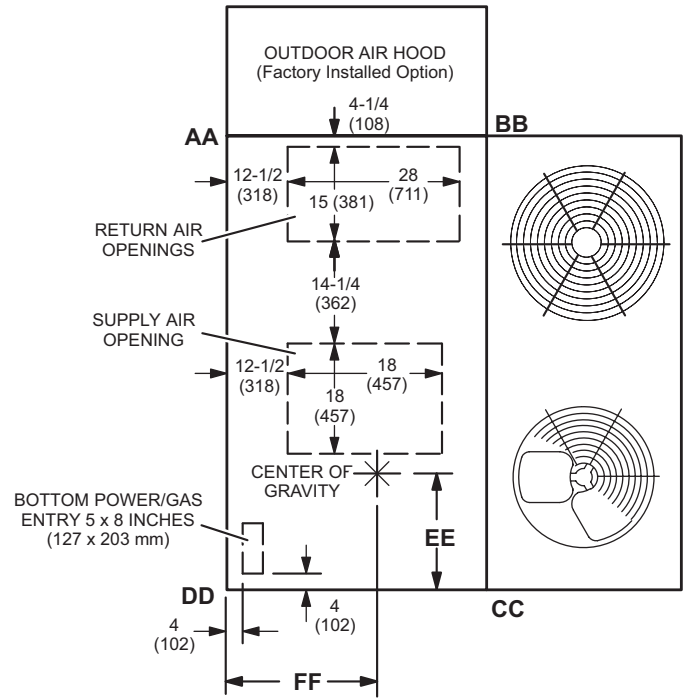 OUTDOOR AIR HOOD
(Factory Installed Option)
4-1/4
(108)
AA
BB
12-1/2
(318)
28
(711)
15 (381)
RETURN AIR
OPENINGS
14-1/4
(362)
SUPPLY AIR
OPENING
12-1/2
(318)
18
(457)
18
(457)
CENTER OF
GRAVITY
BOTTOM POWER/GAS
ENTRY 5 x 8 INCHES
(127 x 203 mm)
EE
DD
CC
4
(102)
4
(102)
FF